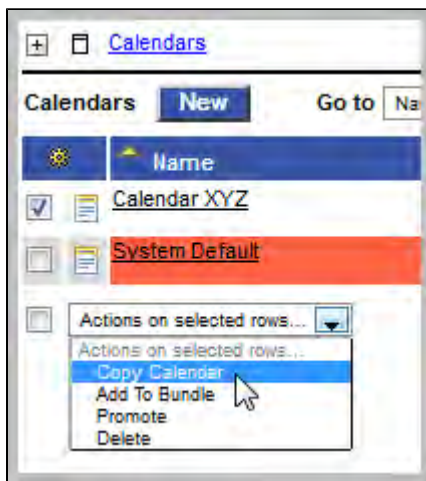 Calendars
Calendars New Go to Na
Name
Calendar XYZ
System Default
Actions on selected rows...
Actions on selected rows...
Copy Calendar
Add To Bundle
Promote
Delete